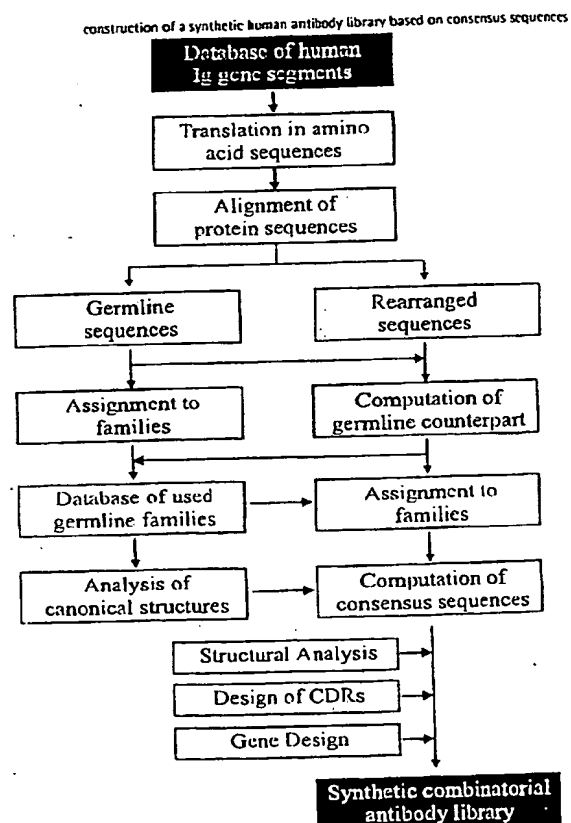 construction of a synthetic human antibody library based on consensus sequences
Database of human
Ig gene segments
Translation in amino
acid sequences
Alignment of
protein sequences
Germline
sequences
Rearranged
sequences
Assignment to
families
Computation of
germline counterpart
Database of used
germline families
Assignment to
families
Analysis of
canonical structures
Computation of
consensus sequences
Structural Analysis
Design of CDRs
Gene Design
Synthetic combinatorial
antibody library